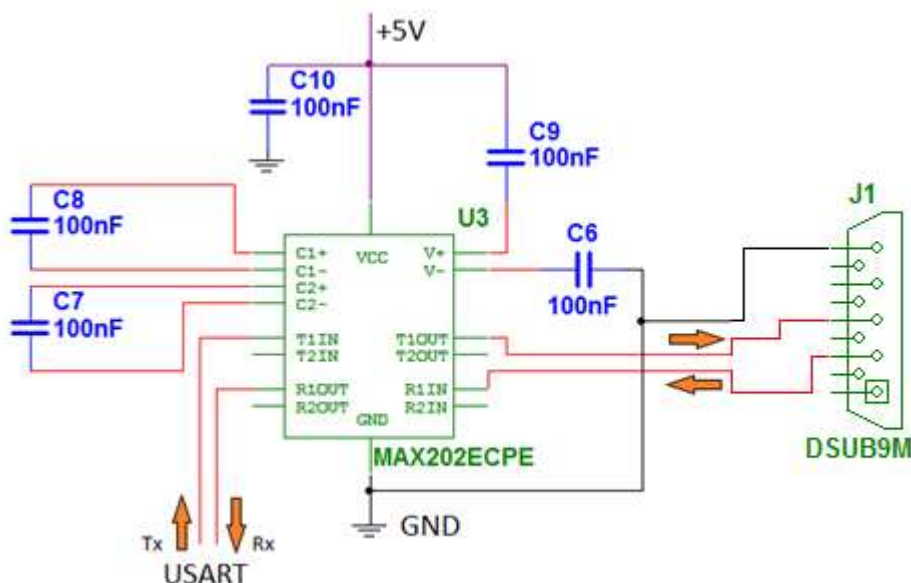 +5V
C10
100nF
C9
100nF
J1
C8
100nF
U3
C6
100nF
C7
100nF
C1+
C1-
C2+
C2-
T1IN
T2IN
R1OUT
R2OUT
VCC
GND
V+
V-
T1OUT
T2OUT
R1IN
R2IN
MAX202ECPE
DSUB9M
GND
Tx
Rx
USART